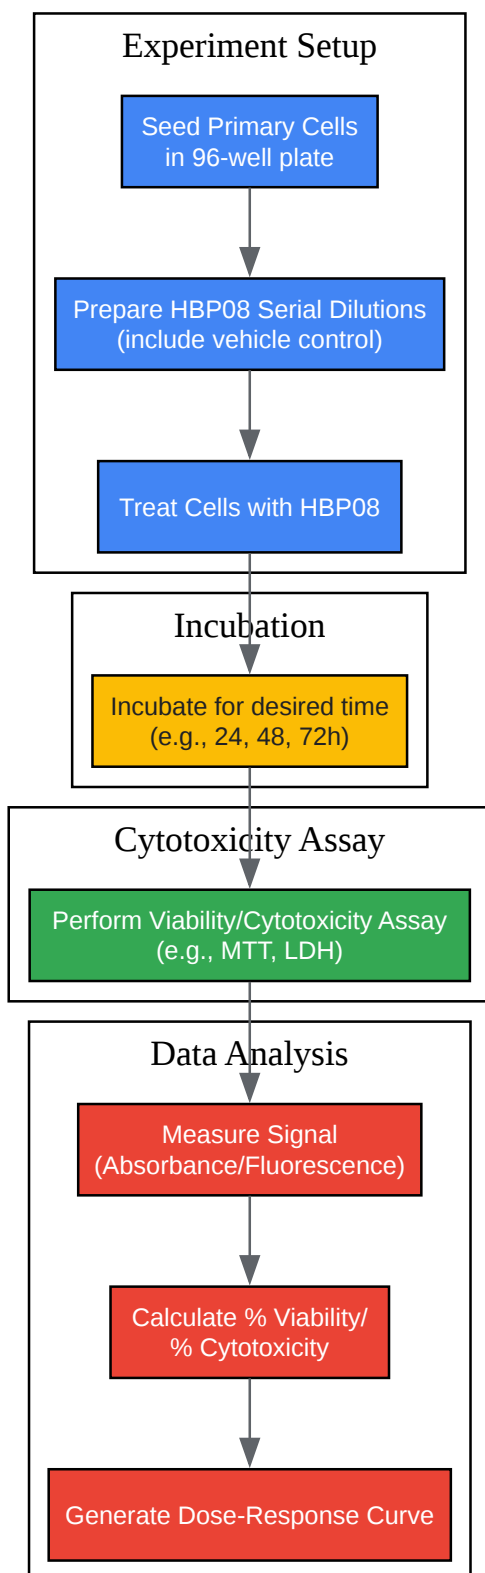 Experiment Setup
Seed Primary Cells
in 96-well plate
Prepare HBP08 Serial Dilutions
(include vehicle control)
Treat Cells with HBP08
Incubation
Incubate for desired time
(e.g., 24, 48, 72h)
Cytotoxicity Assay
Perform Viability/Cytotoxicity Assay
(e.g., MTT, LDH)
Data Analysis
Measure Signal
(Absorbance/Fluorescence)
Calculate % Viability/
% Cytotoxicity
Generate Dose-Response Curve